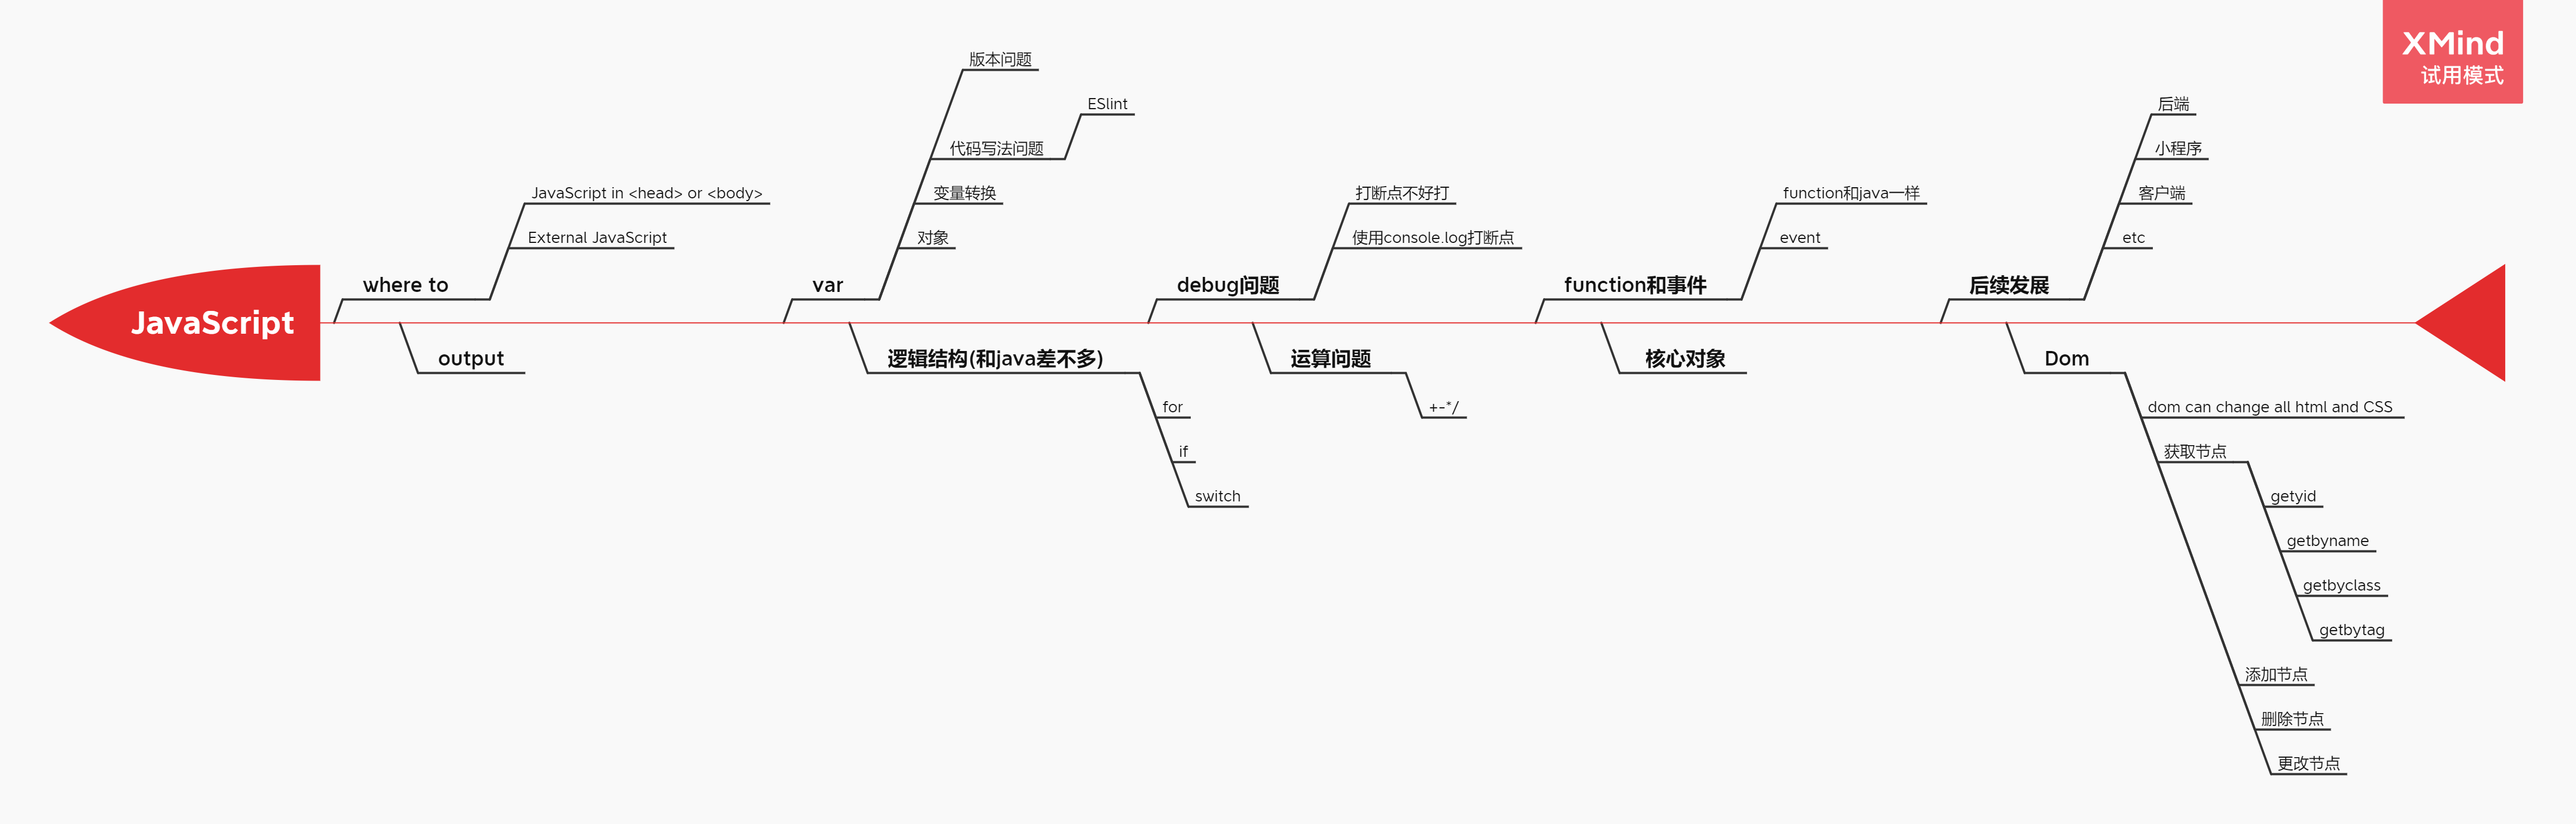 XMind
试用模式
JavaScript
where to
JavaScript in <head> or <body>
External JavaScript
output
var
版本问题
代码写法问题
ESlint
变量转换
对象
逻辑结构(和java差不多)
for
if
switch
debug问题
打断点不好打
使用console.log打断点
运算问题
+-*/
function和事件
function和java一样
event
核心对象
后续发展
后端
小程序
客户端
etc
Dom
dom can change all html and CSS
获取节点
getyid
getbyname
getbyclass
getbytag
添加节点
删除节点
更改节点